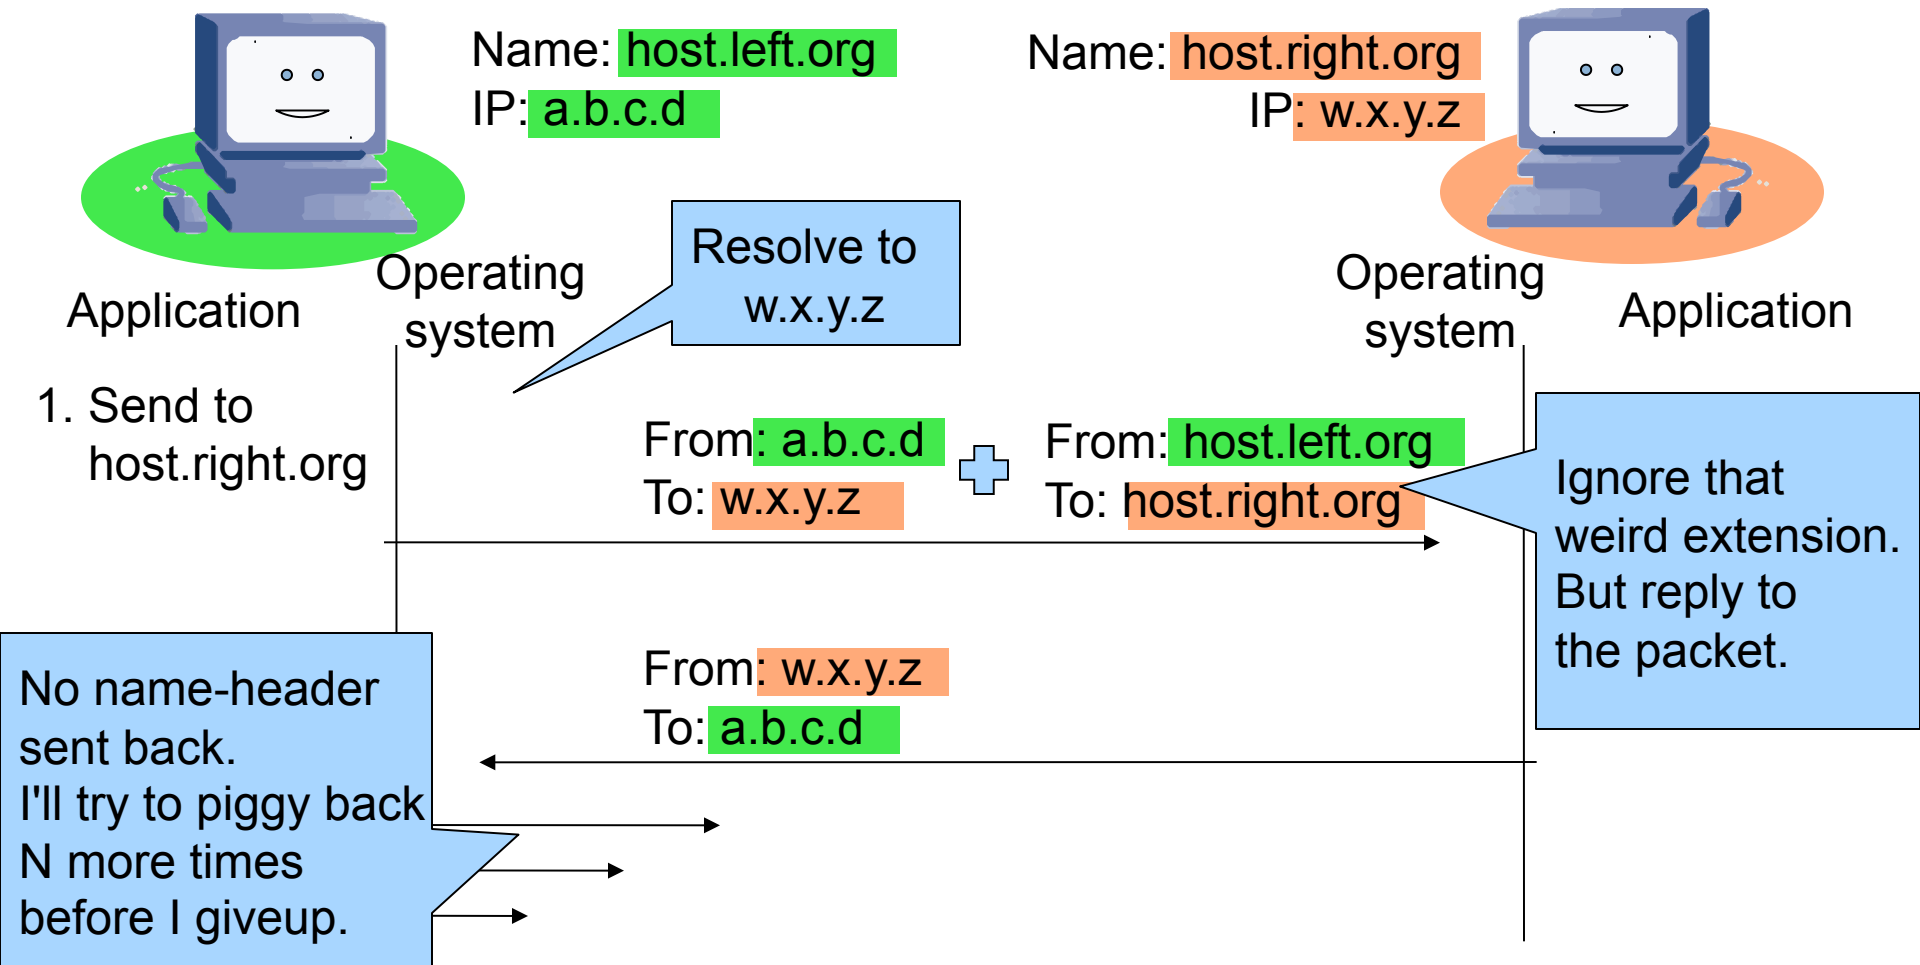 Name: host.left.org
IP: a.b.c.d
Name: host.right.org
IP: w.x.y.z
Application
Operating
system
Resolve to
w.x.y.z
Operating
system
Application
1. Send to
host.right.org
From: a.b.c.d
To: w.x.y.z
From: host.left.org
To: host.right.org
Ignore that
weird extension.
But reply to
the packet.
From: w.x.y.z
To: a.b.c.d
No name-header
sent back.
I'll try to piggy back
N more times
before I giveup.